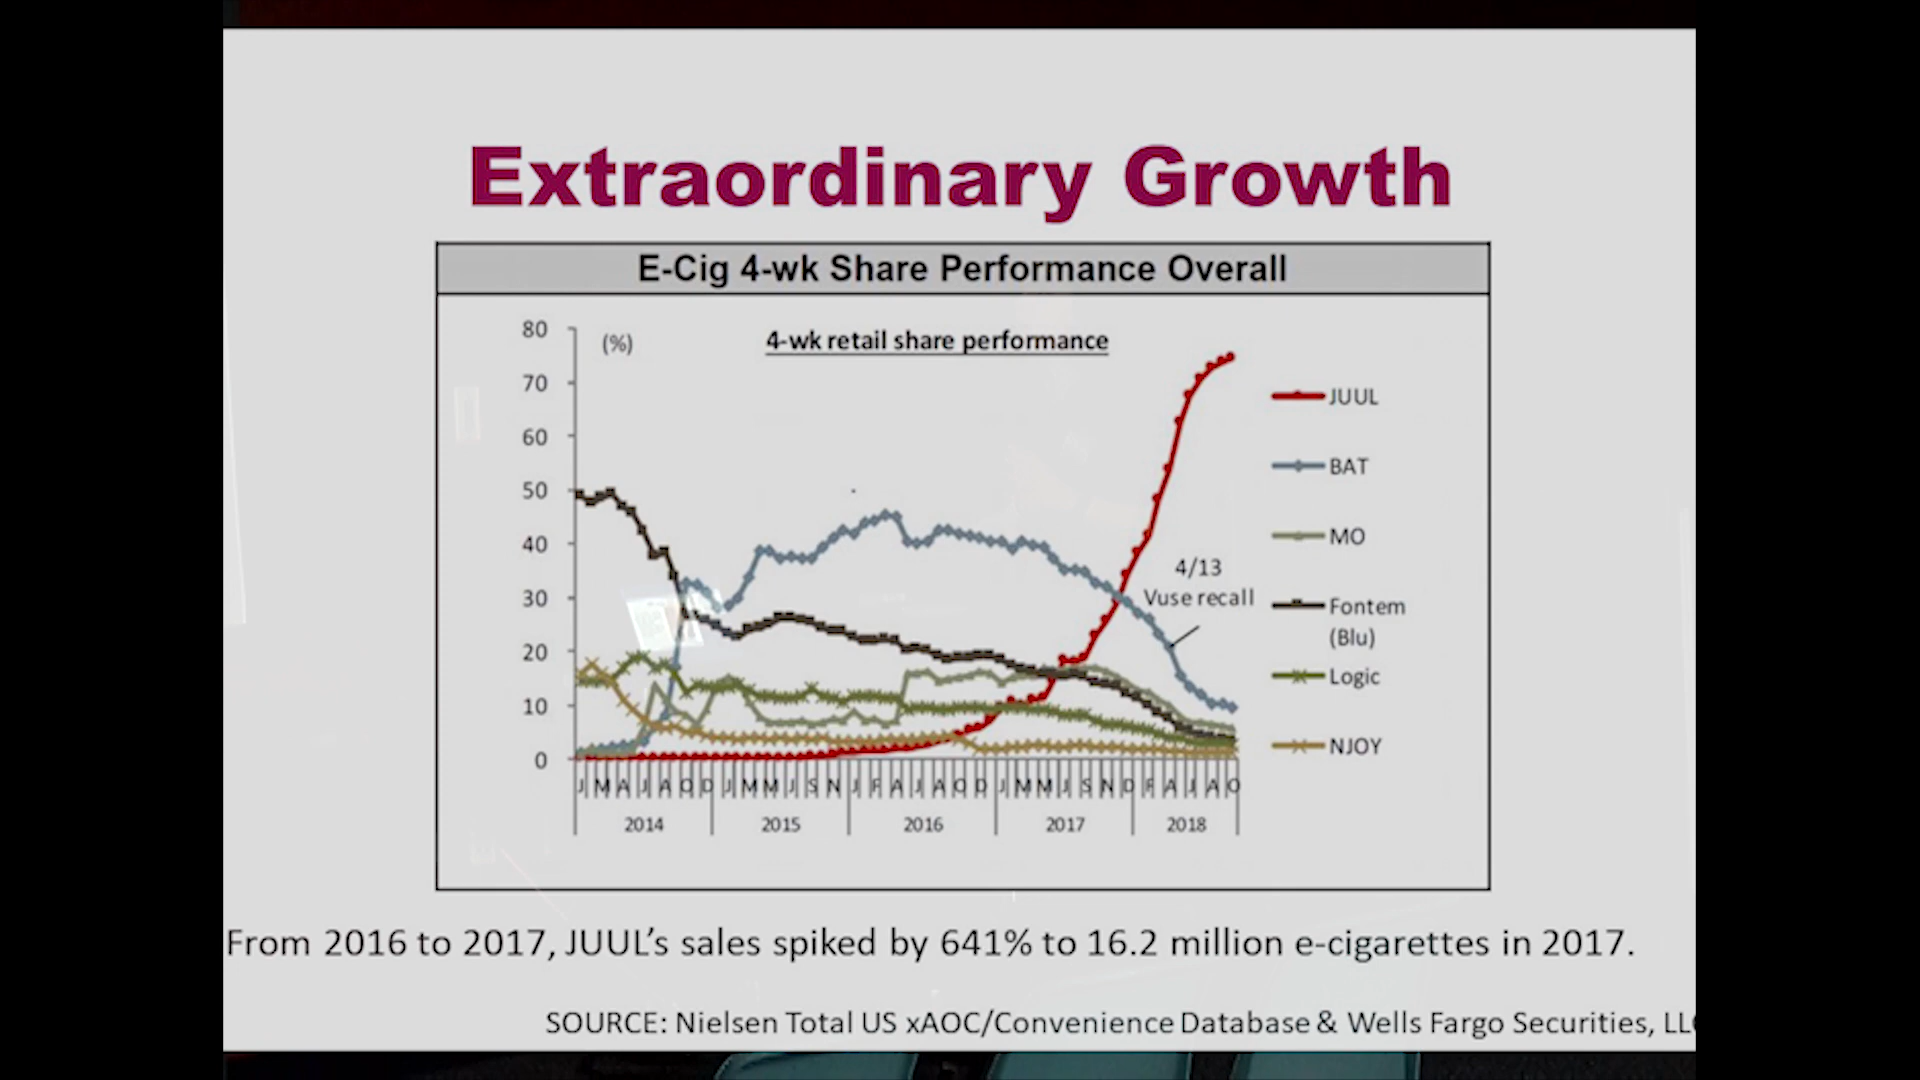 Extraordinary Growth
E-Cig 4-wk Share Performance Overall
80
(%)
4-wk retail share performance
70
60
50
40
30
20
10
0
JUUL
BAT
MO
Fontem
(Blu)
Logic
NJOY
4/13
Vuse recall
J M A J A O D J M M J S N J F A J A O D J M M J S N D F A J A O
2014 2015 2016 2017 2018
From 2016 to 2017, JUUL’s sales spiked by 641% to 16.2 million e-cigarettes in 2017.
SOURCE: Nielsen Total US xAOC/Convenience Database & Wells Fargo Securities,